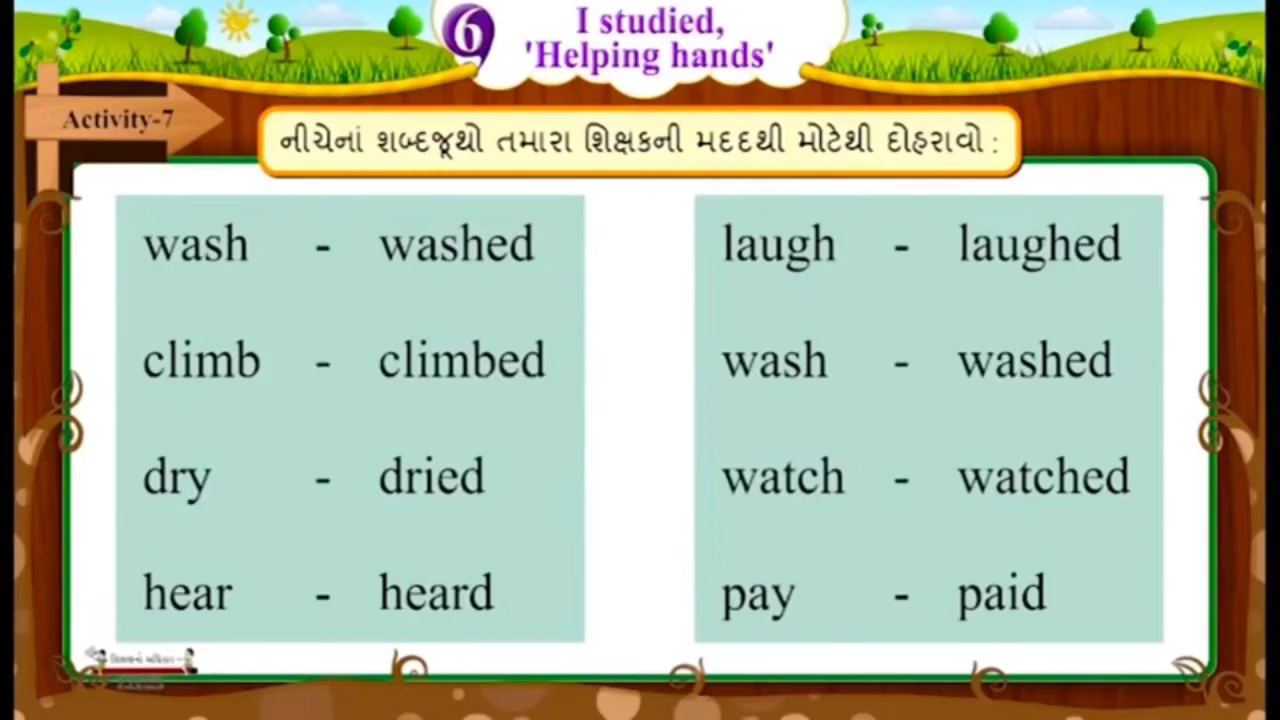 6
I studied,
'Helping hands'
Activity-7
નીચેનાં શબ્દજૂથો તમારા શિક્ષકની મદદથી મોટેથી દોહરાવો :
wash - washed
climb - climbed
dry - dried
hear - heard
laugh - laughed
wash - washed
watch - watched
pay - paid